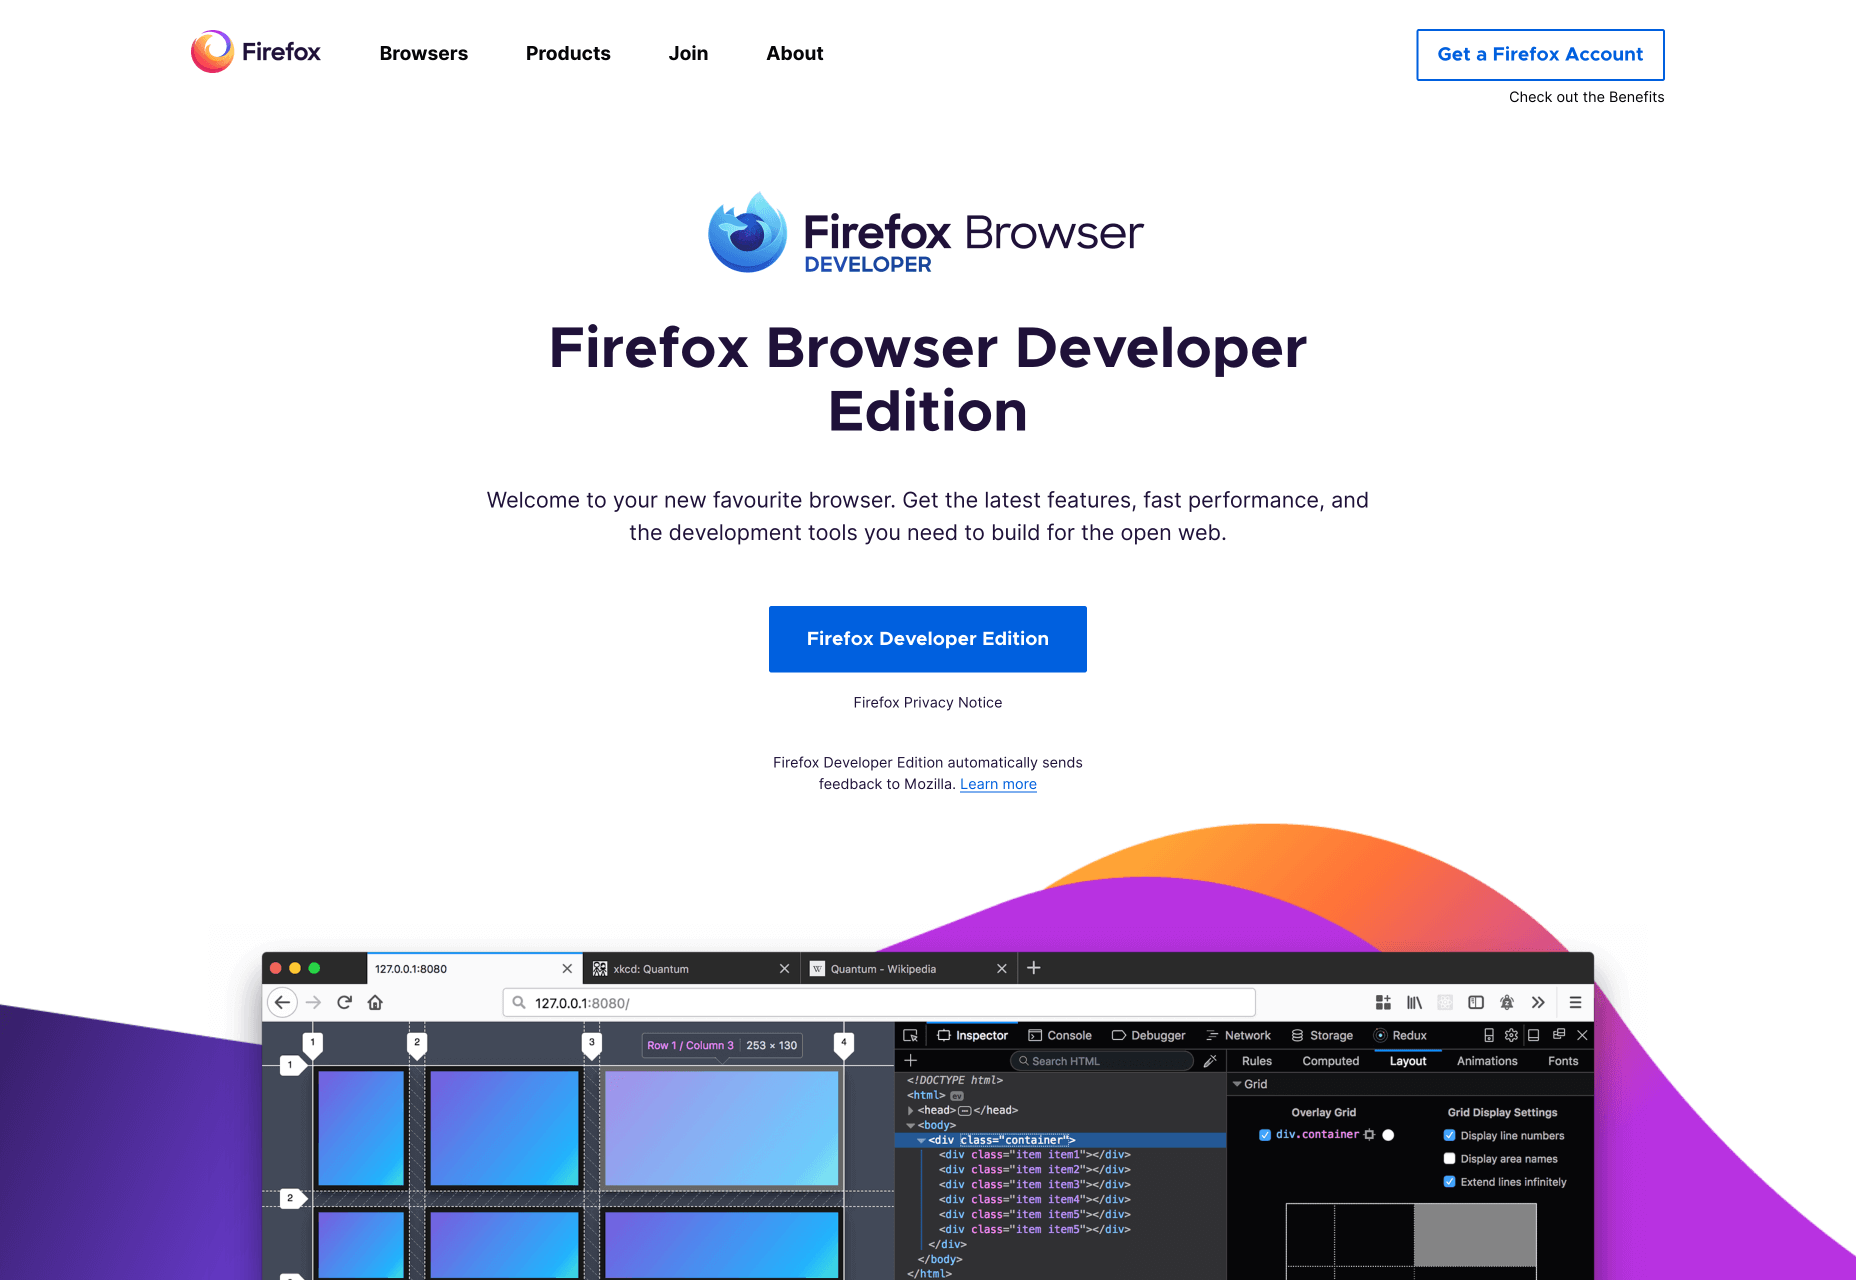 Firefox Browsers Products Join About Get a Firefox Account
Check out the Benefits
Firefox Browser
DEVELOPER
Firefox Browser Developer
Edition
Welcome to your new favourite browser. Get the latest features, fast performance, and
the development tools you need to build for the open web.
Firefox Developer Edition
Firefox Privacy Notice
Firefox Developer Edition automatically sends
feedback to Mozilla. Learn more
127.0.0.1:8080 xkcd: Quantum W Quantum - Wikipedia
127.0.0.1:8080/
1 2 3 Row 1 / Column 3 253 × 130 4
1
2
Inspector Console Debugger Network Storage Redux
Search HTML
Rules Computed Layout Animations Fonts
<!DOCTYPE html>
<html> ev
<head> </head>
<body>
<div class="container">
<div class="item item1"></div>
<div class="item item2"></div>
<div class="item item3"></div>
<div class="item item4"></div>
<div class="item item5"></div>
<div class="item item5"></div>
</div>
</body>
</html>
Grid
Overlay Grid
div.container
Grid Display Settings
Display line numbers
Display area names
Extend lines infinitely